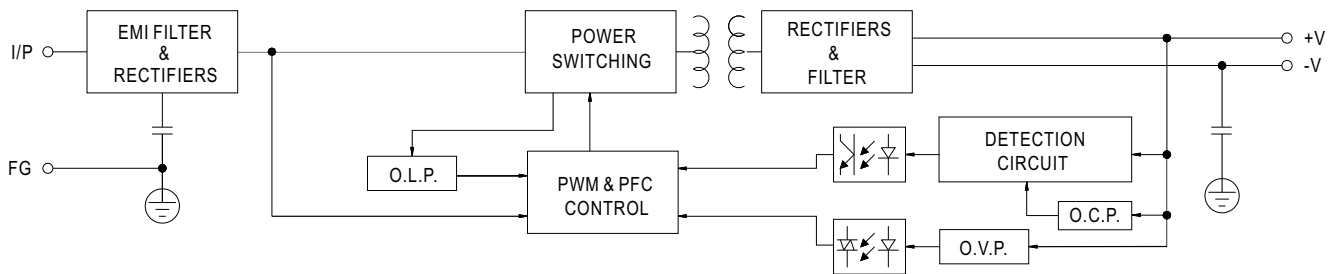 I/P
EMI FILTER
&
RECTIFIERS
POWER
SWITCHING
RECTIFIERS
&
FILTER
+V
-V
FG
O.L.P.
PWM & PFC
CONTROL
DETECTION
CIRCUIT
O.C.P.
O.V.P.